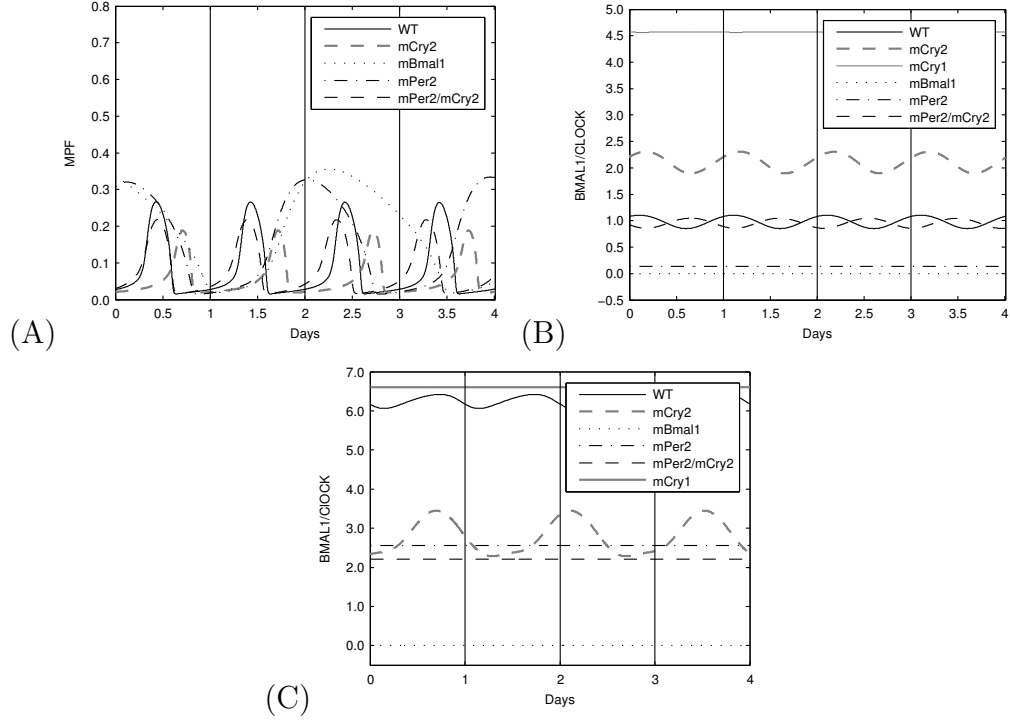 0.8
0.7
0.6
0.5
0.4
0.3
0.2
0.1
0.0
MPF
0 0.5 1 1.5 2 2.5 3 3.5 4
Days
WT
mCry2
mBmal1
mPer2
mPer2/mCry2
(A)
5.0
4.5
4.0
3.5
3.0
2.5
2.0
1.5
1.0
0.5
0.0
−0.5
BMAL1/CLOCK
0 0.5 1 1.5 2 2.5 3 3.5 4
Days
WT
mCry2
mCry1
mBmal1
mPer2
mPer2/mCry2
(B)
7.0
6.0
5.0
4.0
3.0
2.0
1.0
0.0
BMAL1/ClOCK
0 1 2 3 4
Days
WT
mCry2
mBmal1
mPer2
mPer2/mCry2
mCry1
(C)